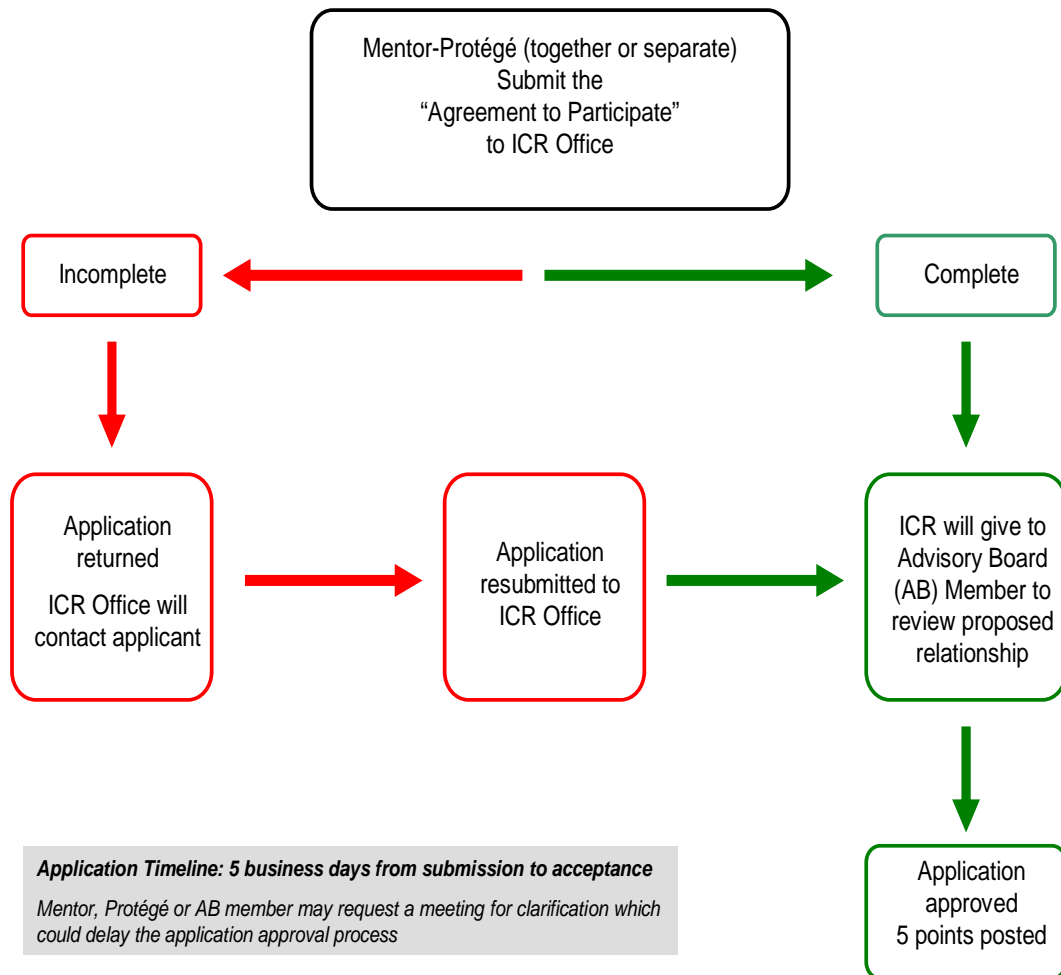 Mentor-Protégé (together or separate)
Submit the
“Agreement to Participate”
to ICR Office
Incomplete
Complete
Application
returned
ICR Office will
contact applicant
Application
resubmitted to
ICR Office
ICR will give to
Advisory Board
(AB) Member to
review proposed
relationship
Application Timeline: 5 business days from submission to acceptance
Mentor, Protégé or AB member may request a meeting for clarification which
could delay the application approval process
Application
approved
5 points posted